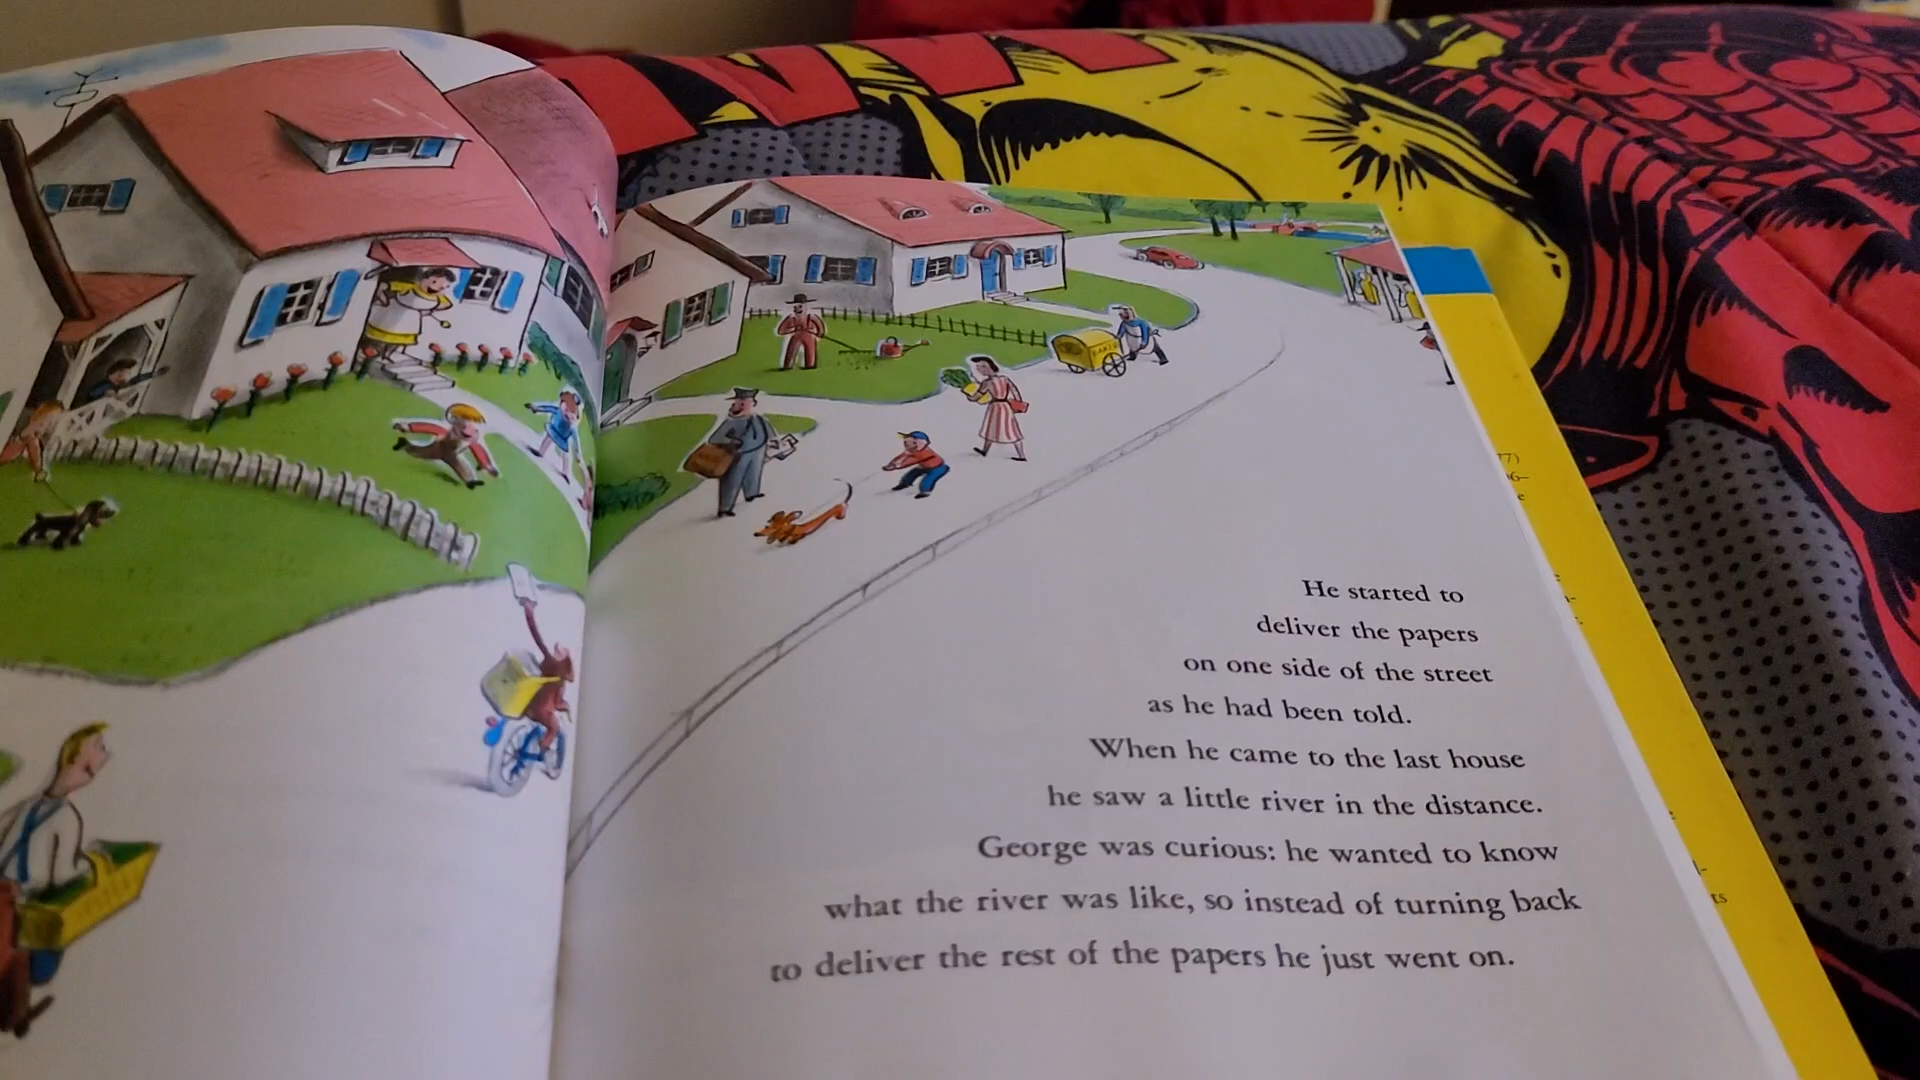 He started to
deliver the papers
on one side of the street
as he had been told.
When he came to the last house
he saw a little river in the distance.
George was curious: he wanted to know
what the river was like, so instead of turning back
to deliver the rest of the papers he just went on.